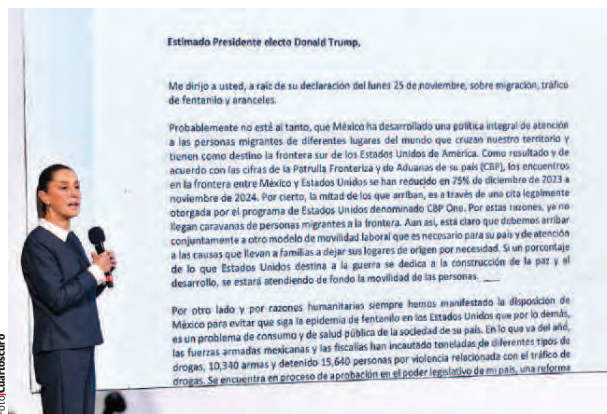 Estimado Presidente electo Donald Trump,
Me dirijo a usted, a raíz de su declaración del lunes 25 de noviembre, sobre migración, tráfico
de fentanilo y aranceles.
Probablemente no esté al tanto, que México ha desarrollado una política integral de atención
a las personas migrantes de diferentes lugares del mundo que cruzan nuestro territorio y
tienen como destino la frontera sur de los Estados Unidos de América. Como resultado y de
acuerdo con las cifras de la Patrulla Fronteriza y de Aduanas de su país (CBP), los encuentros
en la frontera entre México y Estados Unidos se han reducido en 75% de diciembre de 2023 a
noviembre de 2024. Por cierto, la mitad de los que arriban, es a través de una cita legalmente
otorgada por el programa de Estados Unidos denominado CBP One. Por estas razones, ya no
llegan caravanas de personas migrantes a la frontera. Aun así, está claro que debemos arribar
conjuntamente a otro modelo de movilidad laboral que es necesario para su país y de atención
a las causas que llevan a familias a dejar sus lugares de origen por necesidad. Si un porcentaje
de lo que Estados Unidos destina a la guerra se dedica a la construcción de la paz y al
desarrollo, se estará atendiendo de fondo la movilidad de las personas.
Por otro lado y por razones humanitarias siempre hemos manifestado la disposición de
México para evitar que siga la epidemia de fentanilo en los Estados Unidos que por lo demás,
es un problema de consumo y de salud pública de la sociedad de su país. En lo que va del año,
las fuerzas armadas mexicanas y las fiscalías han incautado toneladas de diferentes tipos de
drogas, 10,340 armas y detenido 15,640 personas por violencia relacionada con el tráfico de
drogas. Se encuentra en proceso de aprobación en el poder legislativo de mi país, una reforma
Foto|Cuartoscuro